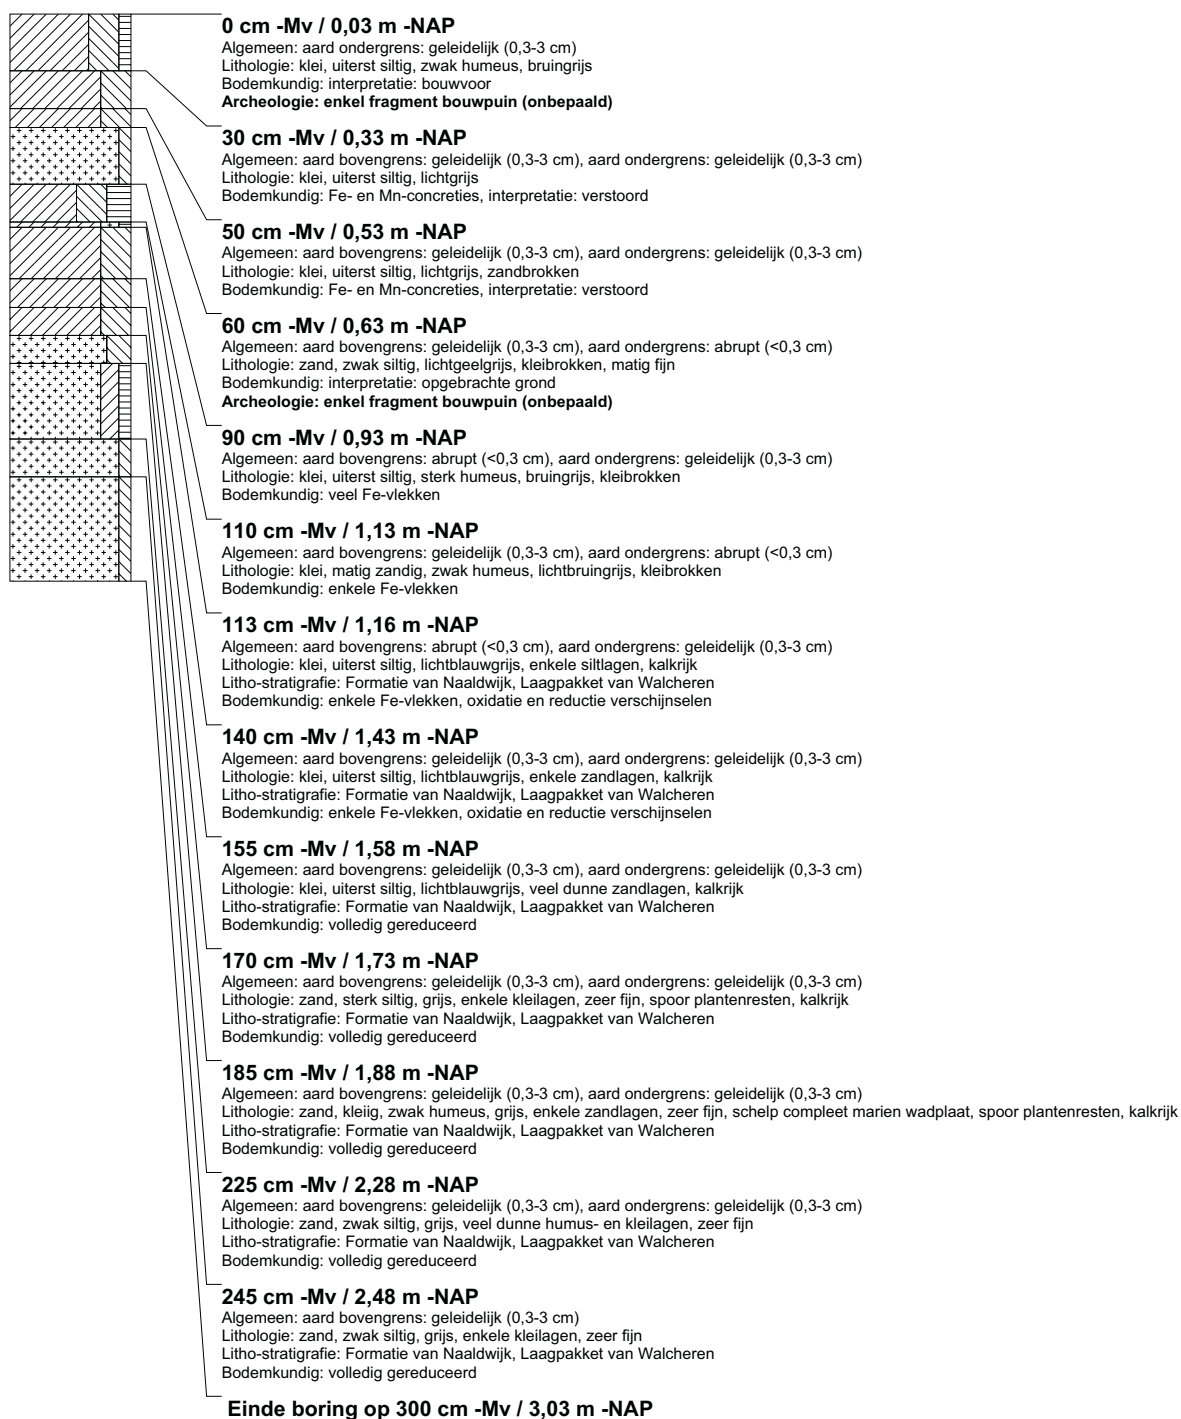 0 cm -Mv / 0,03 m -NAP
Algemeen: aard ondergrens: geleidelijk (0,3-3 cm)
Lithologie: klei, uiterst siltig, zwak humeus, bruingrijs
Bodemkundig: interpretatie: bouwvoor
Archeologie: enkel fragment bouwpuin (onbepaald)
30 cm -Mv / 0,33 m -NAP
Algemeen: aard bovengrens: geleidelijk (0,3-3 cm), aard ondergrens: geleidelijk (0,3-3 cm)
Lithologie: klei, uiterst siltig, lichtgrijs
Bodemkundig: Fe- en Mn-concreties, interpretatie: verstoord
50 cm -Mv / 0,53 m -NAP
Algemeen: aard bovengrens: geleidelijk (0,3-3 cm), aard ondergrens: geleidelijk (0,3-3 cm)
Lithologie: klei, uiterst siltig, lichtgrijs, zandbrokken
Bodemkundig: Fe- en Mn-concreties, interpretatie: verstoord
60 cm -Mv / 0,63 m -NAP
Algemeen: aard bovengrens: geleidelijk (0,3-3 cm), aard ondergrens: abrupt (<0,3 cm)
Lithologie: zand, zwak siltig, lichtgeelgrijs, kleibrokken, matig fijn
Bodemkundig: interpretatie: opgebrachte grond
Archeologie: enkel fragment bouwpuin (onbepaald)
90 cm -Mv / 0,93 m -NAP
Algemeen: aard bovengrens: abrupt (<0,3 cm), aard ondergrens: geleidelijk (0,3-3 cm)
Lithologie: klei, uiterst siltig, sterk humeus, bruingrijs, kleibrokken
Bodemkundig: veel Fe-vlekken
110 cm -Mv / 1,13 m -NAP
Algemeen: aard bovengrens: geleidelijk (0,3-3 cm), aard ondergrens: abrupt (<0,3 cm)
Lithologie: klei, matig zandig, zwak humeus, lichtbruingrijs, kleibrokken
Bodemkundig: enkele Fe-vlekken
113 cm -Mv / 1,16 m -NAP
Algemeen: aard bovengrens: abrupt (<0,3 cm), aard ondergrens: geleidelijk (0,3-3 cm)
Lithologie: klei, uiterst siltig, lichtblauwgrijs, enkele siltlagen, kalkrijk
Litho-stratigrafie: Formatie van Naaldwijk, Laagpakket van Walcheren
Bodemkundig: enkele Fe-vlekken, oxidatie en reductie verschijnselen
140 cm -Mv / 1,43 m -NAP
Algemeen: aard bovengrens: geleidelijk (0,3-3 cm), aard ondergrens: geleidelijk (0,3-3 cm)
Lithologie: klei, uiterst siltig, lichtblauwgrijs, enkele zandlagen, kalkrijk
Litho-stratigrafie: Formatie van Naaldwijk, Laagpakket van Walcheren
Bodemkundig: enkele Fe-vlekken, oxidatie en reductie verschijnselen
155 cm -Mv / 1,58 m -NAP
Algemeen: aard bovengrens: geleidelijk (0,3-3 cm), aard ondergrens: geleidelijk (0,3-3 cm)
Lithologie: klei, uiterst siltig, lichtblauwgrijs, veel dunne zandlagen, kalkrijk
Litho-stratigrafie: Formatie van Naaldwijk, Laagpakket van Walcheren
Bodemkundig: volledig gereduceerd
170 cm -Mv / 1,73 m -NAP
Algemeen: aard bovengrens: geleidelijk (0,3-3 cm), aard ondergrens: geleidelijk (0,3-3 cm)
Lithologie: zand, sterk siltig, grijs, enkele kleilagen, zeer fijn, spoor plantenresten, kalkrijk
Litho-stratigrafie: Formatie van Naaldwijk, Laagpakket van Walcheren
Bodemkundig: volledig gereduceerd
185 cm -Mv / 1,88 m -NAP
Algemeen: aard bovengrens: geleidelijk (0,3-3 cm), aard ondergrens: geleidelijk (0,3-3 cm)
Lithologie: zand, kleiig, zwak humeus, grijs, enkele zandlagen, zeer fijn, schelp compleet marien wadplaat, spoor plantenresten, kalkrijk
Litho-stratigrafie: Formatie van Naaldwijk, Laagpakket van Walcheren
Bodemkundig: volledig gereduceerd
225 cm -Mv / 2,28 m -NAP
Algemeen: aard bovengrens: geleidelijk (0,3-3 cm), aard ondergrens: geleidelijk (0,3-3 cm)
Lithologie: zand, zwak siltig, grijs, veel dunne humus- en kleilagen, zeer fijn
Litho-stratigrafie: Formatie van Naaldwijk, Laagpakket van Walcheren
Bodemkundig: volledig gereduceerd
245 cm -Mv / 2,48 m -NAP
Algemeen: aard bovengrens: geleidelijk (0,3-3 cm)
Lithologie: zand, zwak siltig, grijs, enkele kleilagen, zeer fijn
Litho-stratigrafie: Formatie van Naaldwijk, Laagpakket van Walcheren
Bodemkundig: volledig gereduceerd
Einde boring op 300 cm -Mv / 3,03 m -NAP